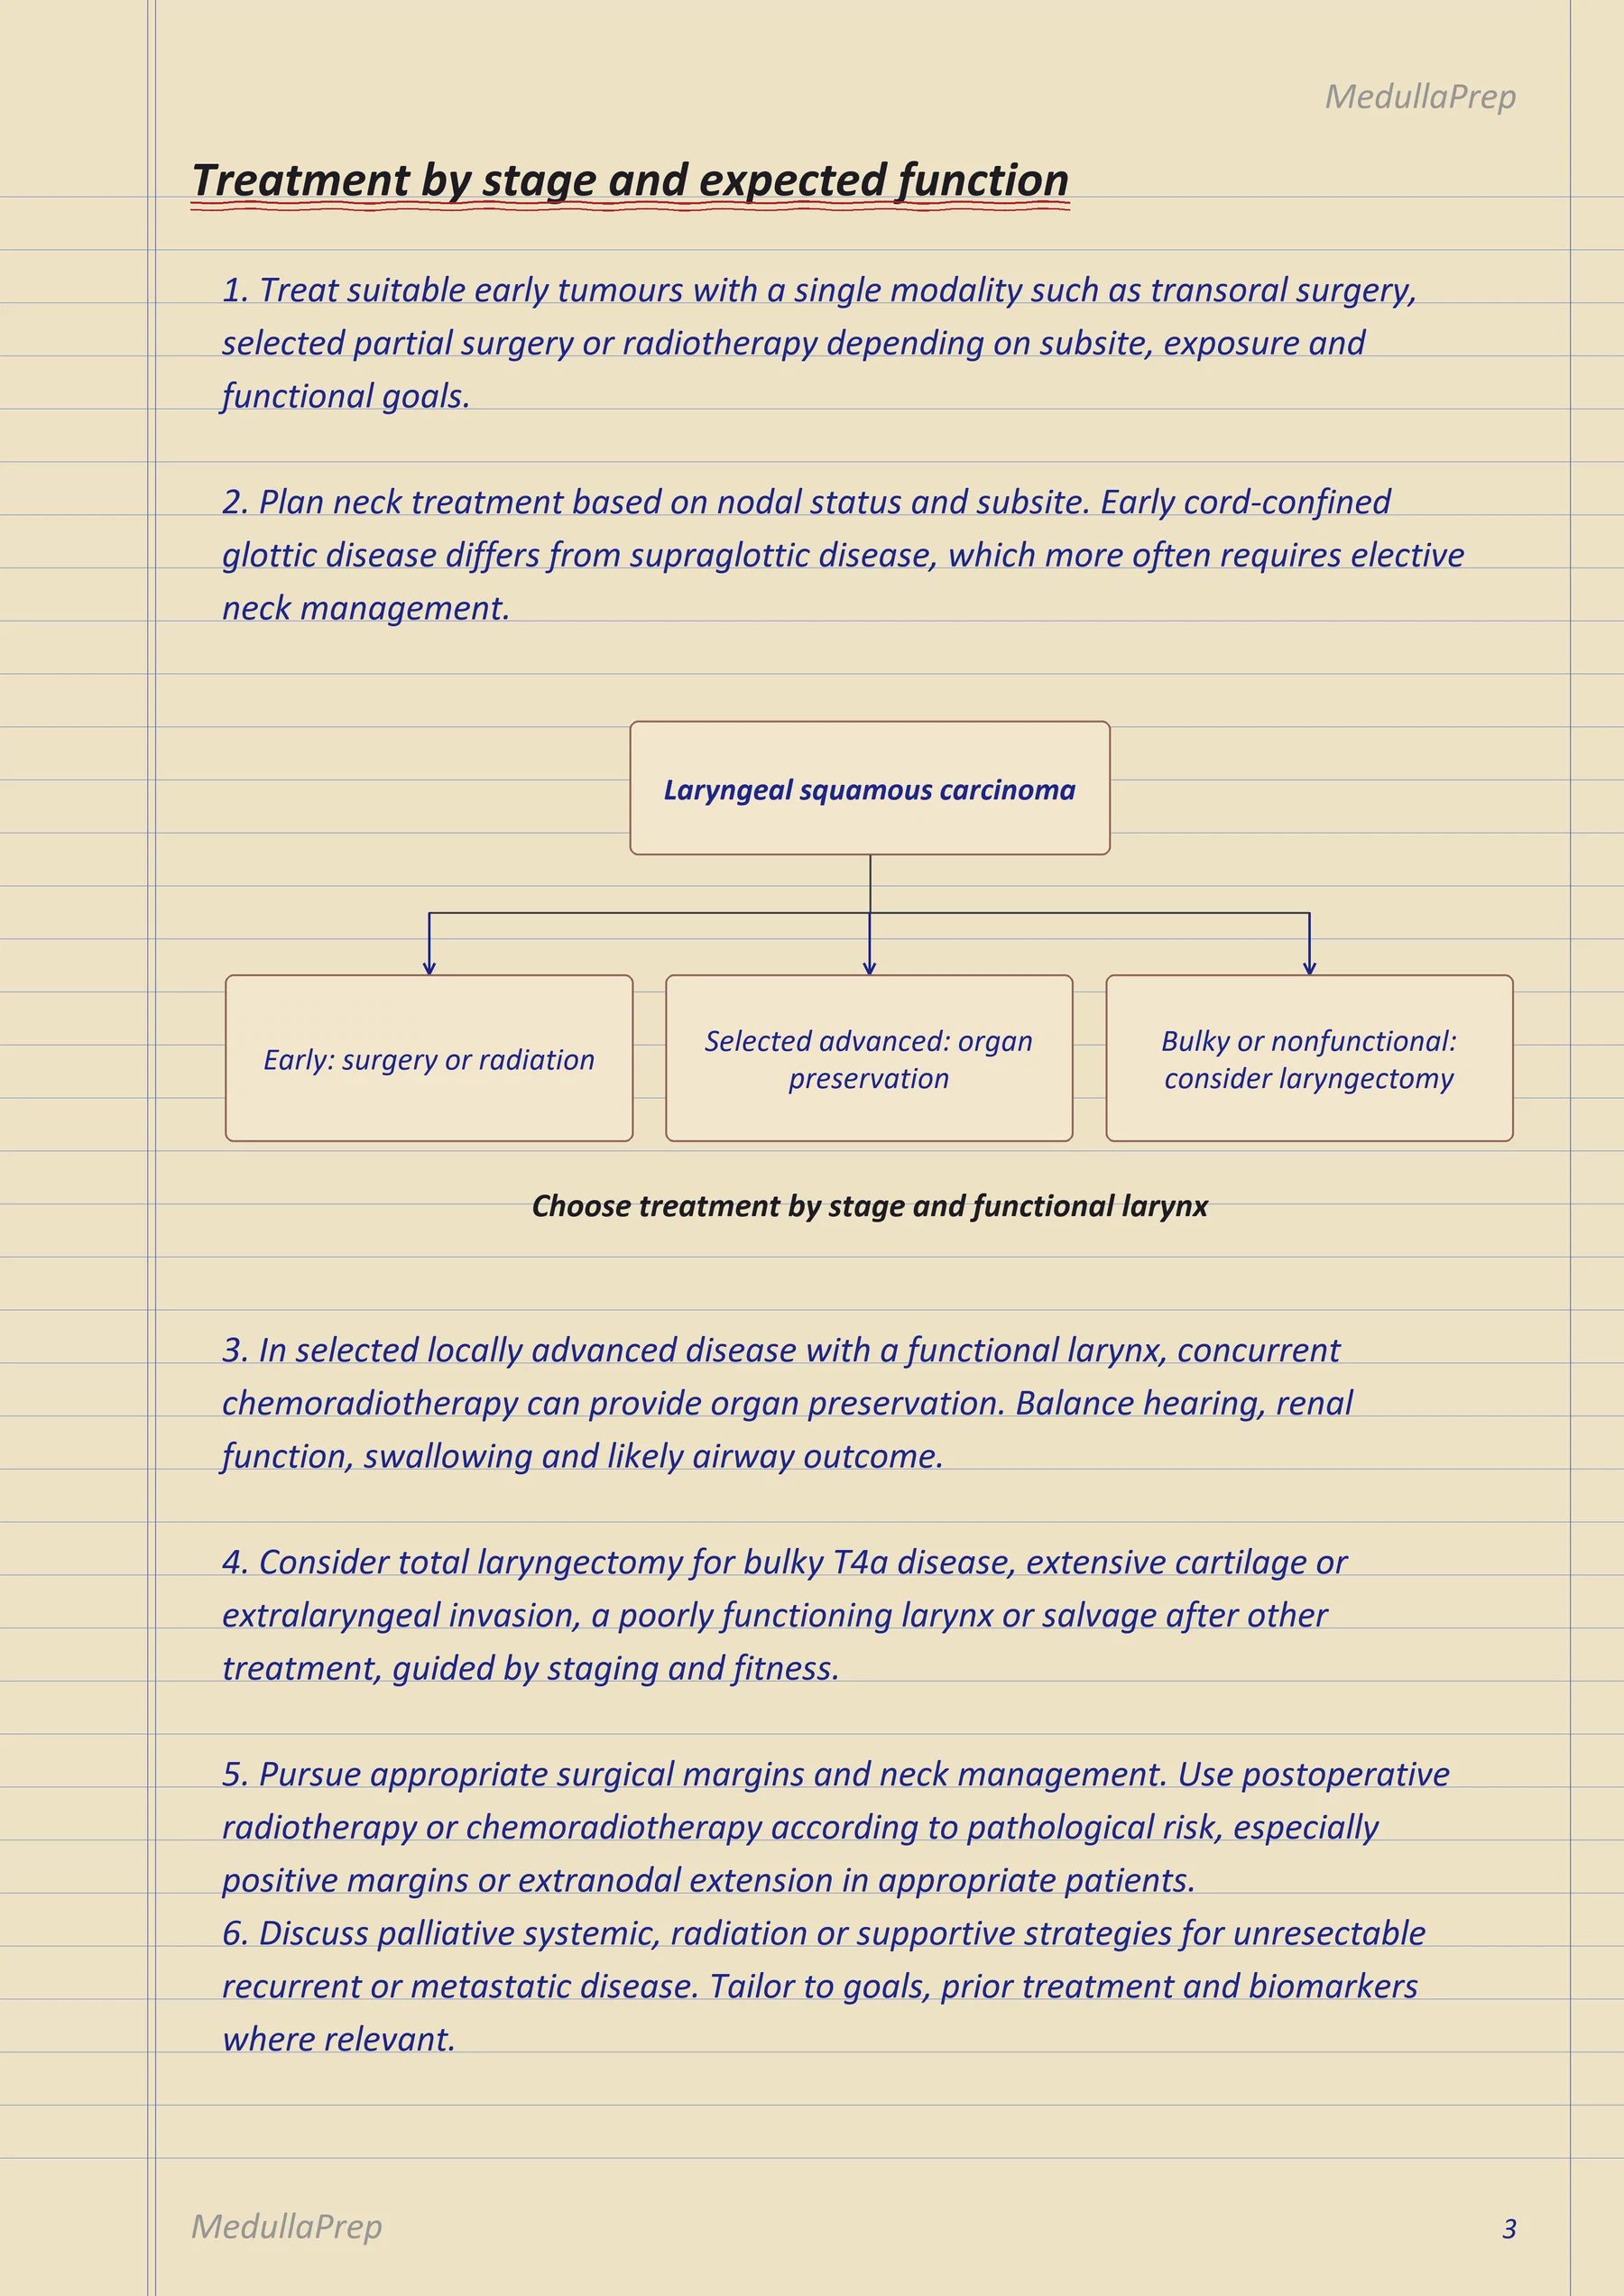 MedullaPrep
Treatment by stage and expected function
1. Treat suitable early tumours with a single modality such as transoral surgery,
selected partial surgery or radiotherapy depending on subsite, exposure and
functional goals.
2. Plan neck treatment based on nodal status and subsite. Early cord-confined
glottic disease differs from supraglottic disease, which more often requires elective
neck management.
Laryngeal squamous carcinoma
Early: surgery or radiation
Selected advanced: organ
preservation
Bulky or nonfunctional:
consider laryngectomy
Choose treatment by stage and functional larynx
3. In selected locally advanced disease with a functional larynx, concurrent
chemoradiotherapy can provide organ preservation. Balance hearing, renal
function, swallowing and likely airway outcome.
4. Consider total laryngectomy for bulky T4a disease, extensive cartilage or
extralaryngeal invasion, a poorly functioning larynx or salvage after other
treatment, guided by staging and fitness.
5. Pursue appropriate surgical margins and neck management. Use postoperative
radiotherapy or chemoradiotherapy according to pathological risk, especially
positive margins or extranodal extension in appropriate patients.
6. Discuss palliative systemic, radiation or supportive strategies for unresectable
recurrent or metastatic disease. Tailor to goals, prior treatment and biomarkers
where relevant.
MedullaPrep
3